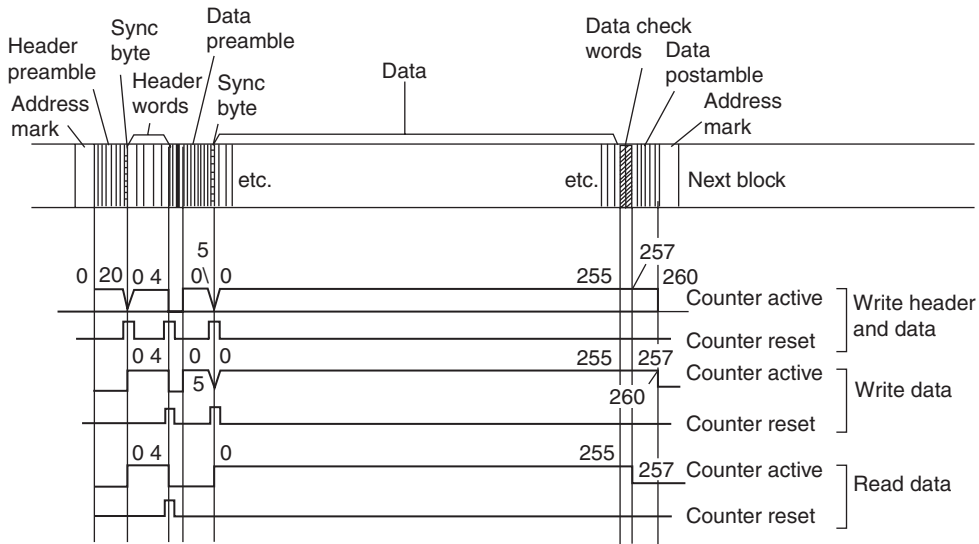 Header
preamble
Sync
byte
Data
preamble
Address
mark
Header
words
Sync
byte
Data
Data check
words
Data
postamble
Address
mark
etc.
etc.
Next block
0 20 0 4 0 5 0 255 257 260
Counter active
Counter reset
Write header
and data
0 4 0 5 0 255 257 260
Counter active
Counter reset
Write data
0 4 0 255 257
Counter active
Counter reset
Read data